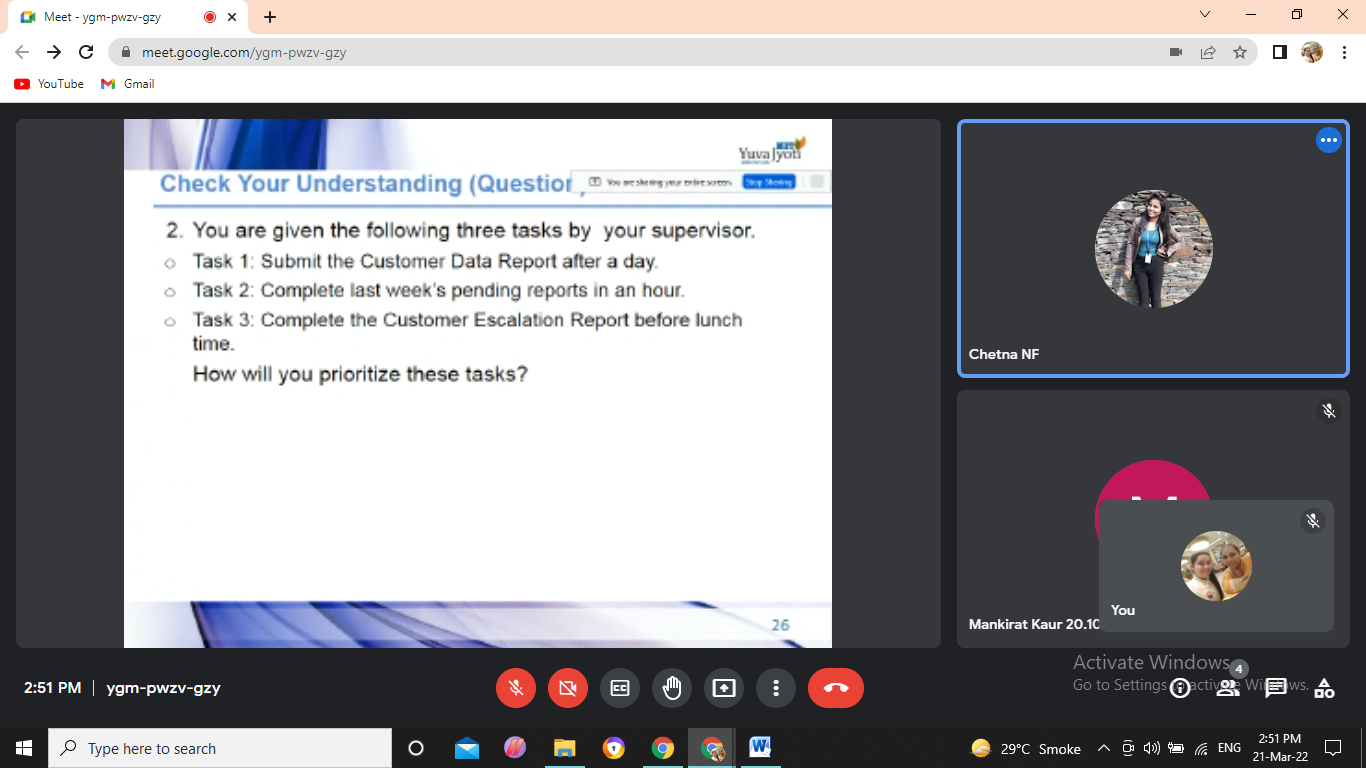 Meet - ygm-pwzv-gzy
meet.google.com/ygm-pwzv-gzy
YouTube
Gmail
Yuva Jyoti
Check Your Understanding (Question
You are sharing your entire screen.
Stop Sharing
2. You are given the following three tasks by your supervisor.
Task 1: Submit the Customer Data Report after a day.
Task 2: Complete last week's pending reports in an hour.
Task 3: Complete the Customer Escalation Report before lunch
time.
How will you prioritize these tasks?
26
Chetna NF
Mankirat Kaur 20.10
You
Activate Windows
Go to Settings to activate Windows.
4
2:51 PM
ygm-pwzv-gzy
CC
Type here to search
29°C Smoke
ENG
2:51 PM
21-Mar-22